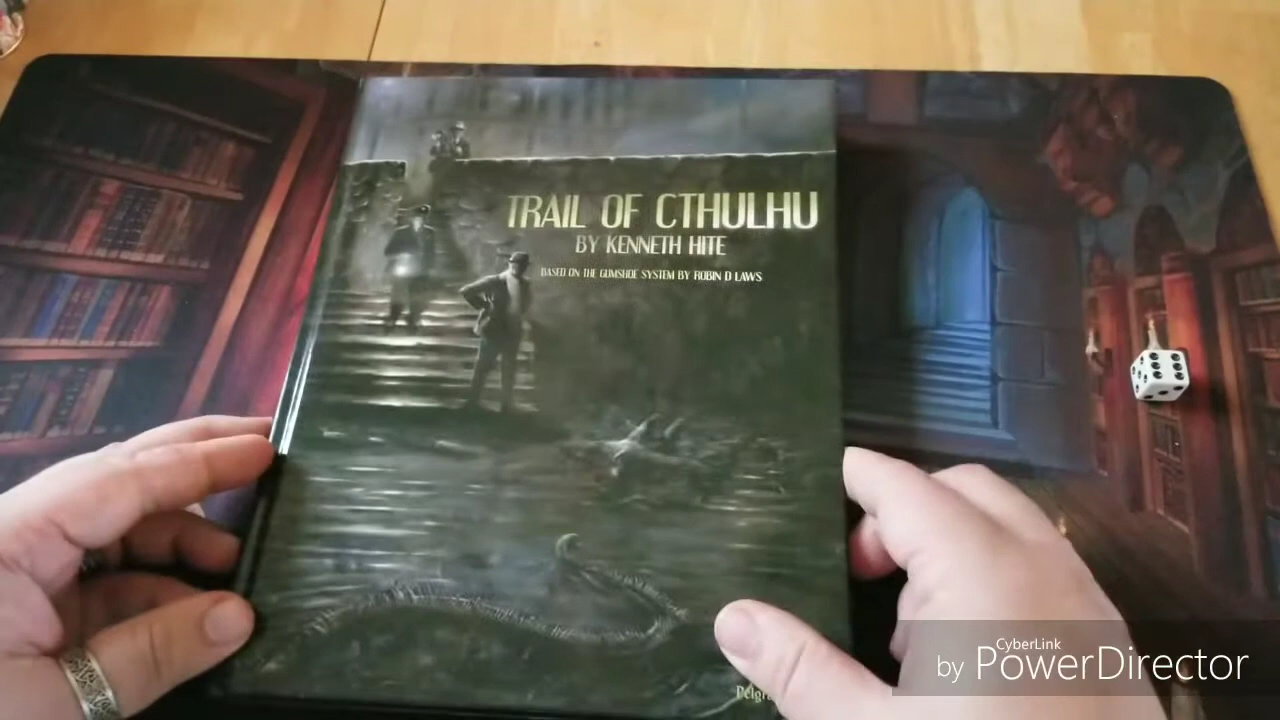 TRAIL OF CTHULHU
BY KENNETH HITE
BASED ON THE GUMSHOE SYSTEM BY ROBIN D LAWS
CyberLink
by PowerDirector